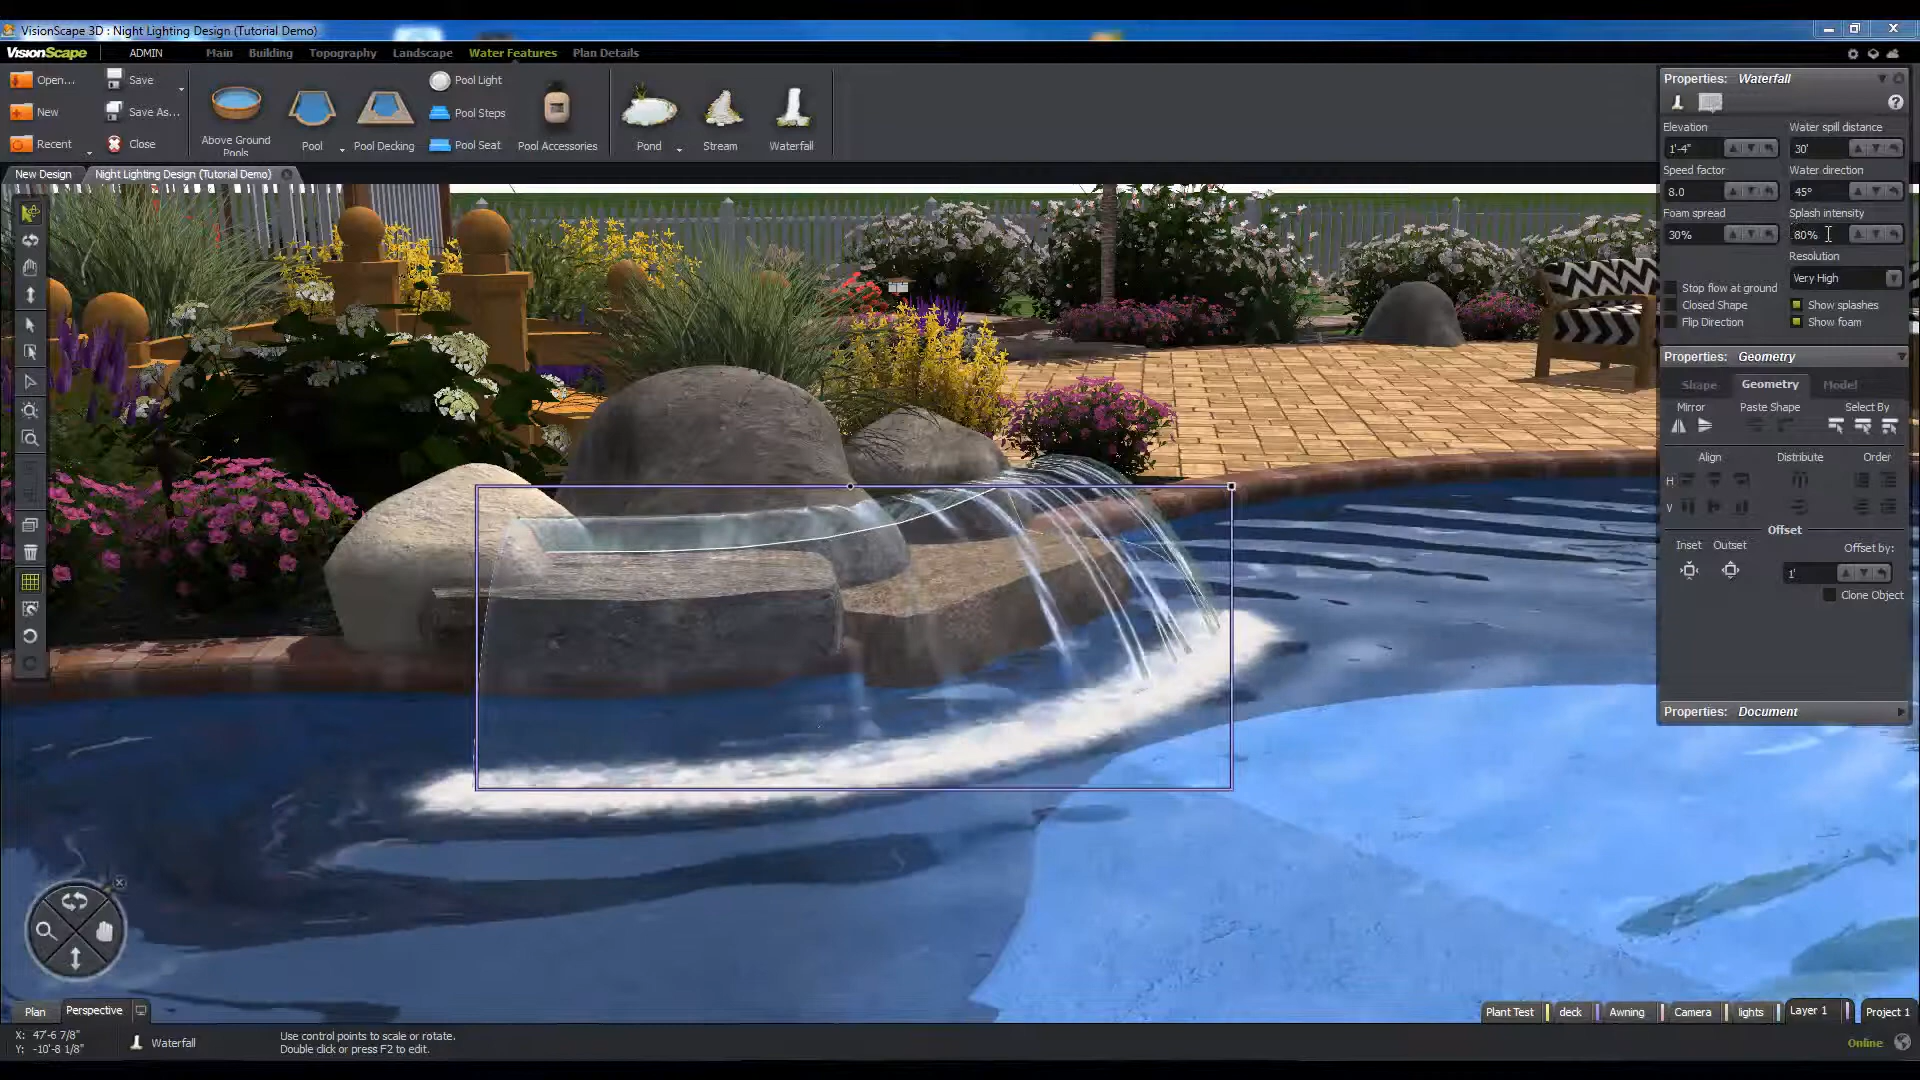 VisionScape 3D : Night Lighting Design (Tutorial Demo)
VisionScape ADMIN Main Building Topography Landscape Water Features Plan Details
Open... Save
New Save As...
Recent Close
Above Ground Pools
Pool
Pool Decking
Pool Light
Pool Steps
Pool Seat
Pool Accessories
Pond
Stream
Waterfall
New Design Night Lighting Design (Tutorial Demo)
Properties: Waterfall
?
Elevation Water spill distance
1'-4" 30'
Speed factor Water direction
8.0 45°
Foam spread Splash intensity
30% 80%
Resolution
Very High
Stop flow at ground
Closed Shape Show splashes
Flip Direction Show foam
Properties: Geometry
Shape Geometry Model
Mirror Paste Shape Select By
Align Distribute Order
H
V
Offset
Inset Outset Offset by:
1'
Clone Object
Properties: Document
Plan Perspective
Plant Test deck Awning Camera lights Layer 1 Project 1
X: 47'-6 7/8"
Y: -10'-8 1/8"
Waterfall
Use control points to scale or rotate.
Double click or press F2 to edit.
Online